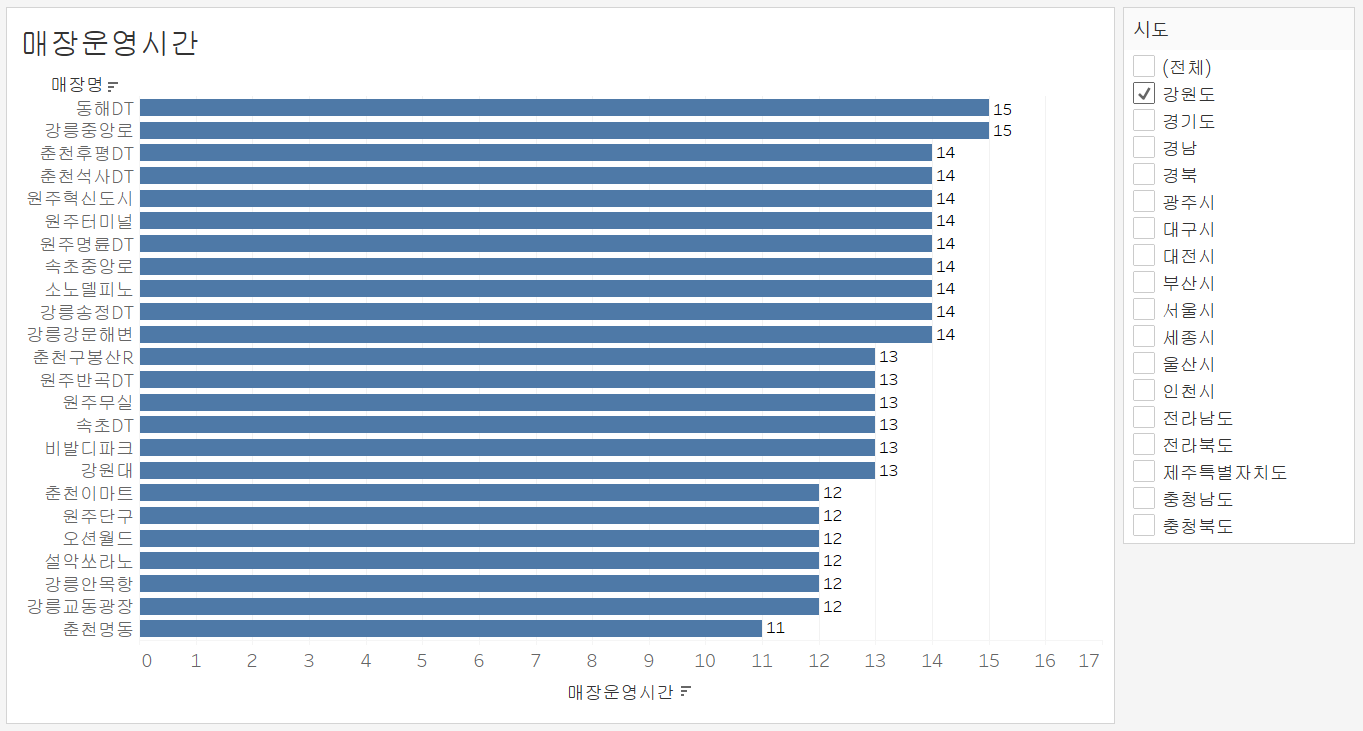 매장운영시간
매장명
동해DT 15
강릉중앙로 15
춘천후평DT 14
춘천석사DT 14
원주혁신도시 14
원주터미널 14
원주명륜DT 14
속초중앙로 14
소노델피노 14
강릉송정DT 14
강릉강문해변 14
춘천구봉산R 13
원주반곡DT 13
원주무실 13
속초DT 13
비발디파크 13
강원대 13
춘천이마트 12
원주단구 12
오션월드 12
설악쏘라노 12
강릉안목항 12
강릉교동광장 12
춘천명동 11
0 1 2 3 4 5 6 7 8 9 10 11 12 13 14 15 16 17
매장운영시간
시도
(전체)
강원도
경기도
경남
경북
광주시
대구시
대전시
부산시
서울시
세종시
울산시
인천시
전라남도
전라북도
제주특별자치도
충청남도
충청북도